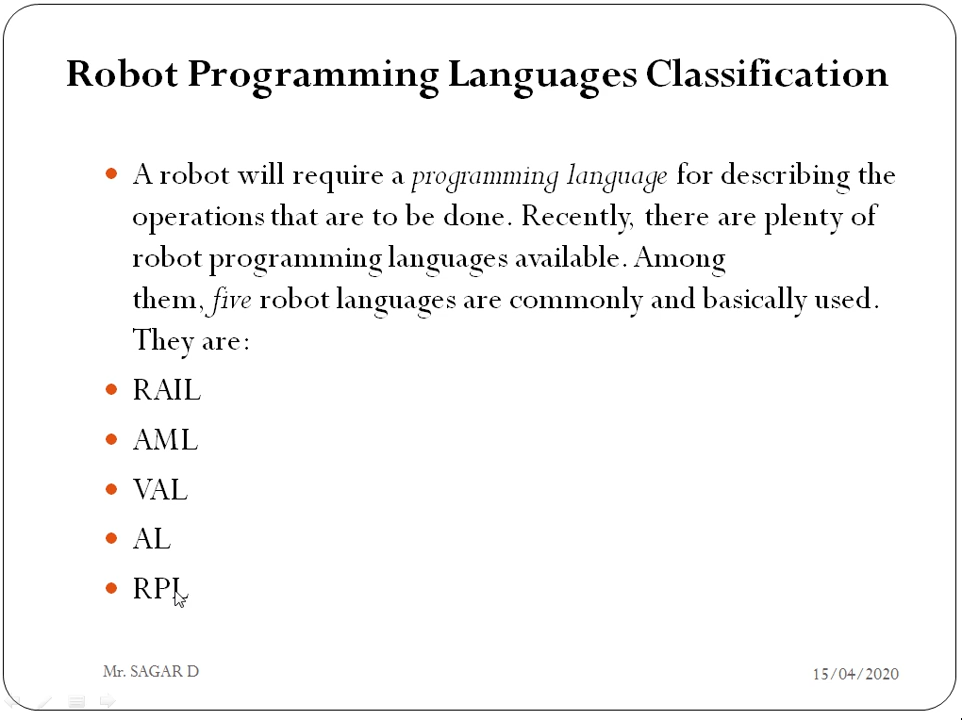 Robot Programming Languages Classification
A robot will require a programming language for describing the
operations that are to be done. Recently, there are plenty of
robot programming languages available. Among
them, five robot languages are commonly and basically used.
They are:
RAIL
AML
VAL
AL
RPL
Mr. SAGAR D
15/04/2020